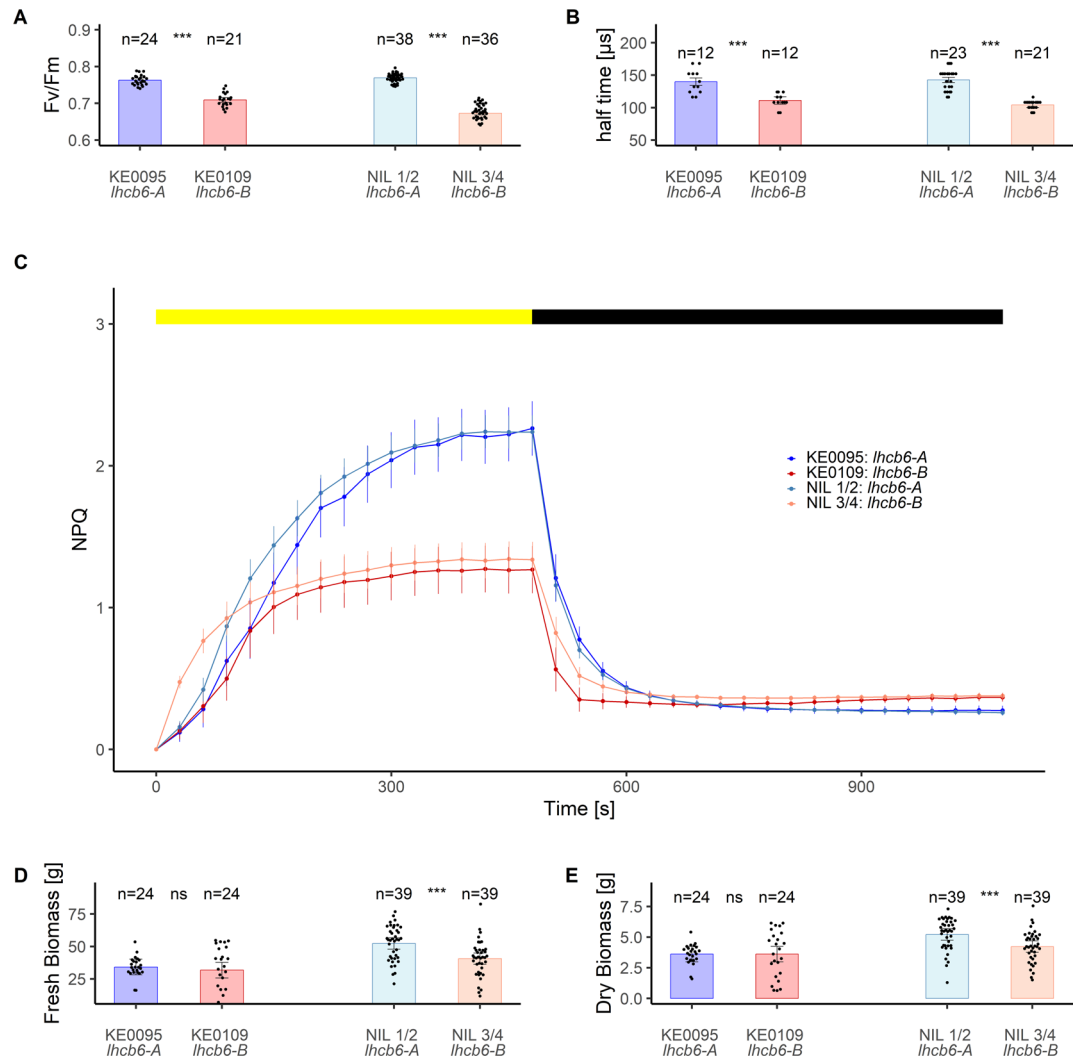 A
Fv/Fm
0.9
0.8
0.7
0.6
n=24 *** n=21 n=38 *** n=36
KE0095 KE0109 NIL 1/2 NIL 3/4
lhcb6-A lhcb6-B lhcb6-A lhcb6-B
B
half time [µs]
200
150
100
50
n=12 *** n=12 n=23 *** n=21
KE0095 KE0109 NIL 1/2 NIL 3/4
lhcb6-A lhcb6-B lhcb6-A lhcb6-B
C
NPQ
3
2
1
0
KE0095: lhcb6-A
KE0109: lhcb6-B
NIL 1/2: lhcb6-A
NIL 3/4: lhcb6-B
0 300 600 900
Time [s]
D
Fresh Biomass [g]
75
50
25
n=24 ns n=24 n=39 *** n=39
KE0095 KE0109 NIL 1/2 NIL 3/4
lhcb6-A lhcb6-B lhcb6-A lhcb6-B
E
Dry Biomass [g]
7.5
5.0
2.5
0.0
n=24 ns n=24 n=39 *** n=39
KE0095 KE0109 NIL 1/2 NIL 3/4
lhcb6-A lhcb6-B lhcb6-A lhcb6-B